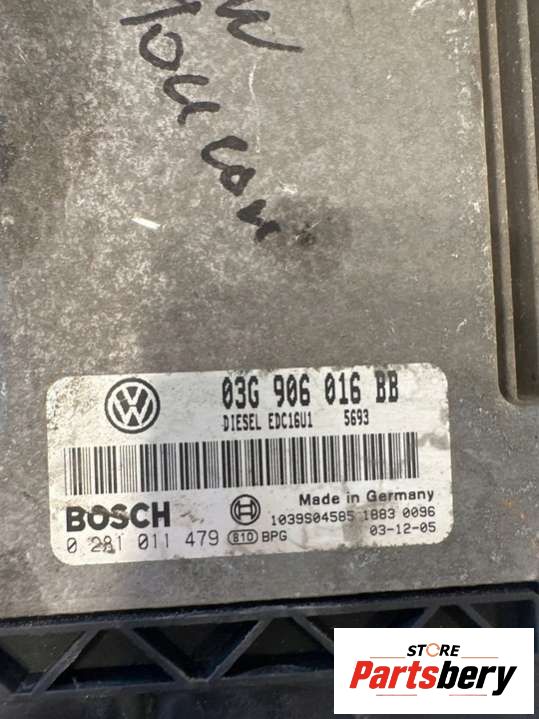 W
Touran
03G 906 016 BB
DIESEL EDC16U1 5693
Made in Germany
BOSCH
1039S04585 1883 0096
0 281 011 479 810 BPG 03-12-05
STORE
Partsbery